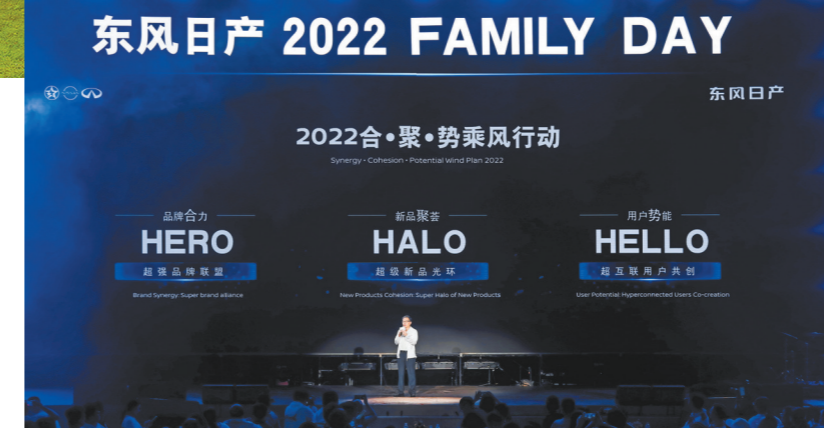 东风日产 2022 FAMILY DAY
东风日产
2022合·聚·势乘风行动
Synergy - Cohesion - Potential Wind Plan 2022
品牌合力
HERO
超强品牌联盟
Brand Synergy: Super brand alliance
新品聚荟
HALO
超级新品光环
New Products Cohesion: Super Halo of New Products
用户势能
HELLO
超互联用户共创
User Potential: Hyperconnected Users Co-creation